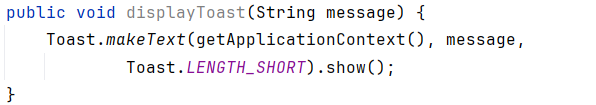 public void displayToast(String message) {
    Toast.makeText(getApplicationContext(), message,
            Toast.LENGTH_SHORT).show();
}